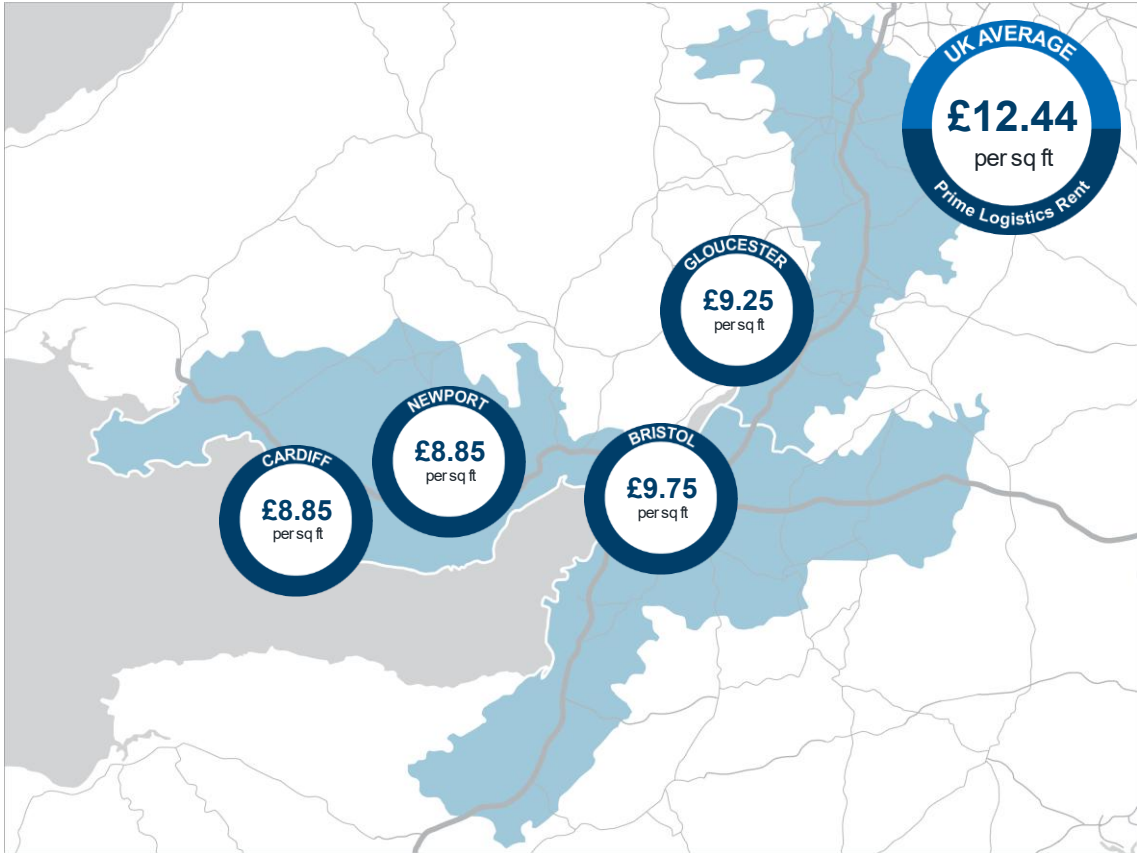 UK AVERAGE
£12.44
per sq ft
Prime Logistics Rent
GLOUCESTER
£9.25
per sq ft
NEWPORT
£8.85
per sq ft
BRISTOL
£9.75
per sq ft
CARDIFF
£8.85
per sq ft